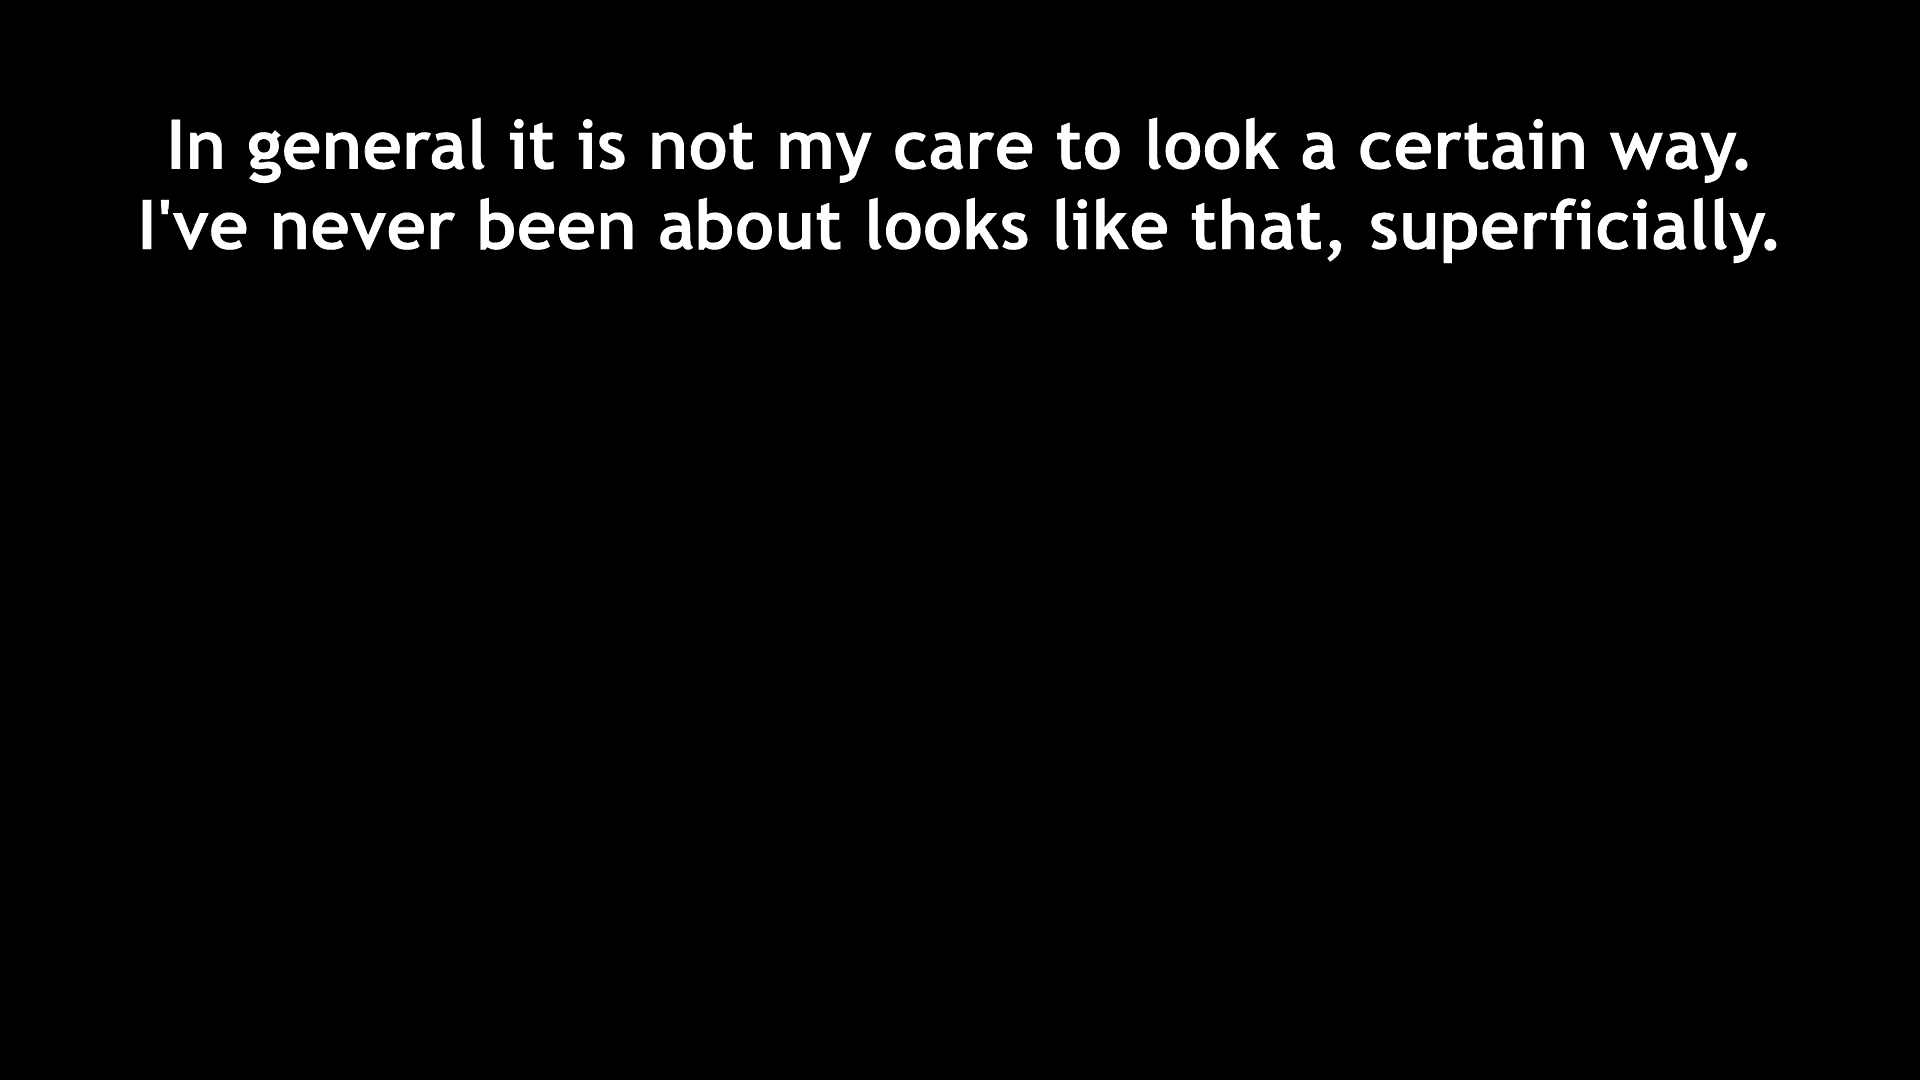 In general it is not my care to look a certain way.
I've never been about looks like that, superficially.